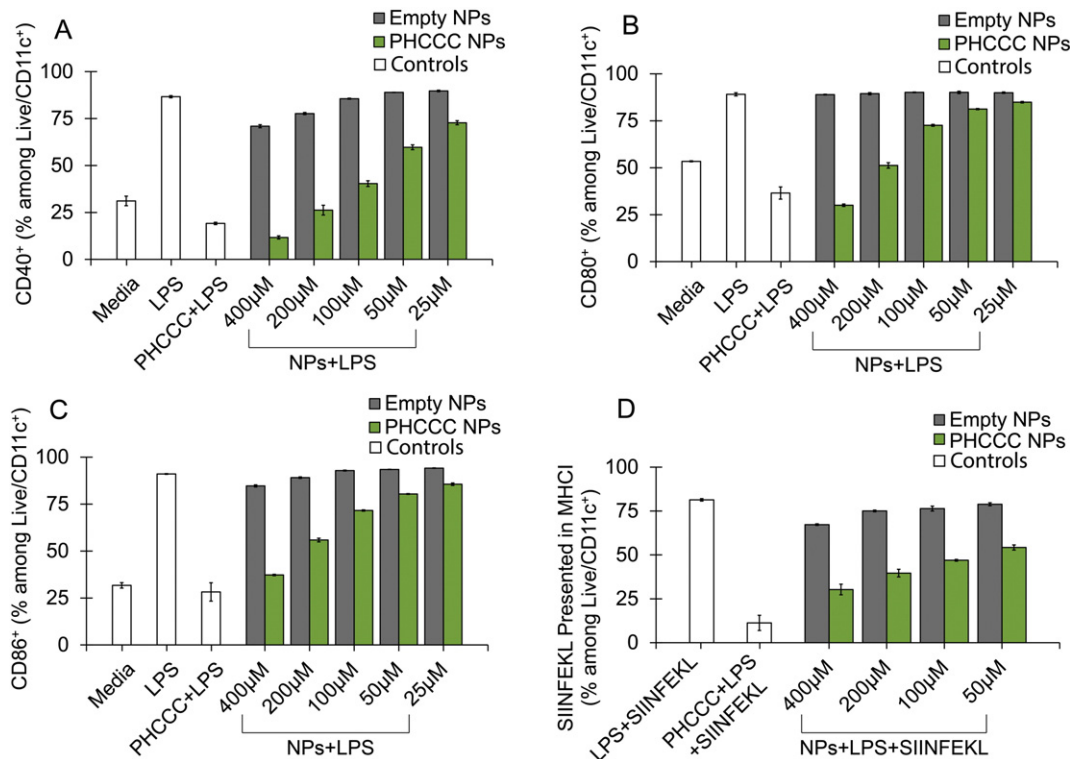 A
Empty NPs
PHCCC NPs
Controls
CD40⁺ (% among Live/CD11c⁺)
100
75
50
25
0
Media
LPS
PHCCC+LPS
400µM
200µM
100µM
50µM
25µM
NPs+LPS
B
Empty NPs
PHCCC NPs
Controls
CD80⁺ (% among Live/CD11c⁺)
100
75
50
25
0
Media
LPS
PHCCC+LPS
400µM
200µM
100µM
50µM
25µM
NPs+LPS
C
Empty NPs
PHCCC NPs
Controls
CD86⁺ (% among Live/CD11c⁺)
100
75
50
25
0
Media
LPS
PHCCC+LPS
400µM
200µM
100µM
50µM
25µM
NPs+LPS
D
Empty NPs
PHCCC NPs
Controls
SIINFEKL Presented in MHCI
(% among Live/CD11c⁺)
100
75
50
25
0
LPS+SIINFEKL
PHCCC+LPS
+SIINFEKL
400µM
200µM
100µM
50µM
NPs+LPS+SIINFEKL